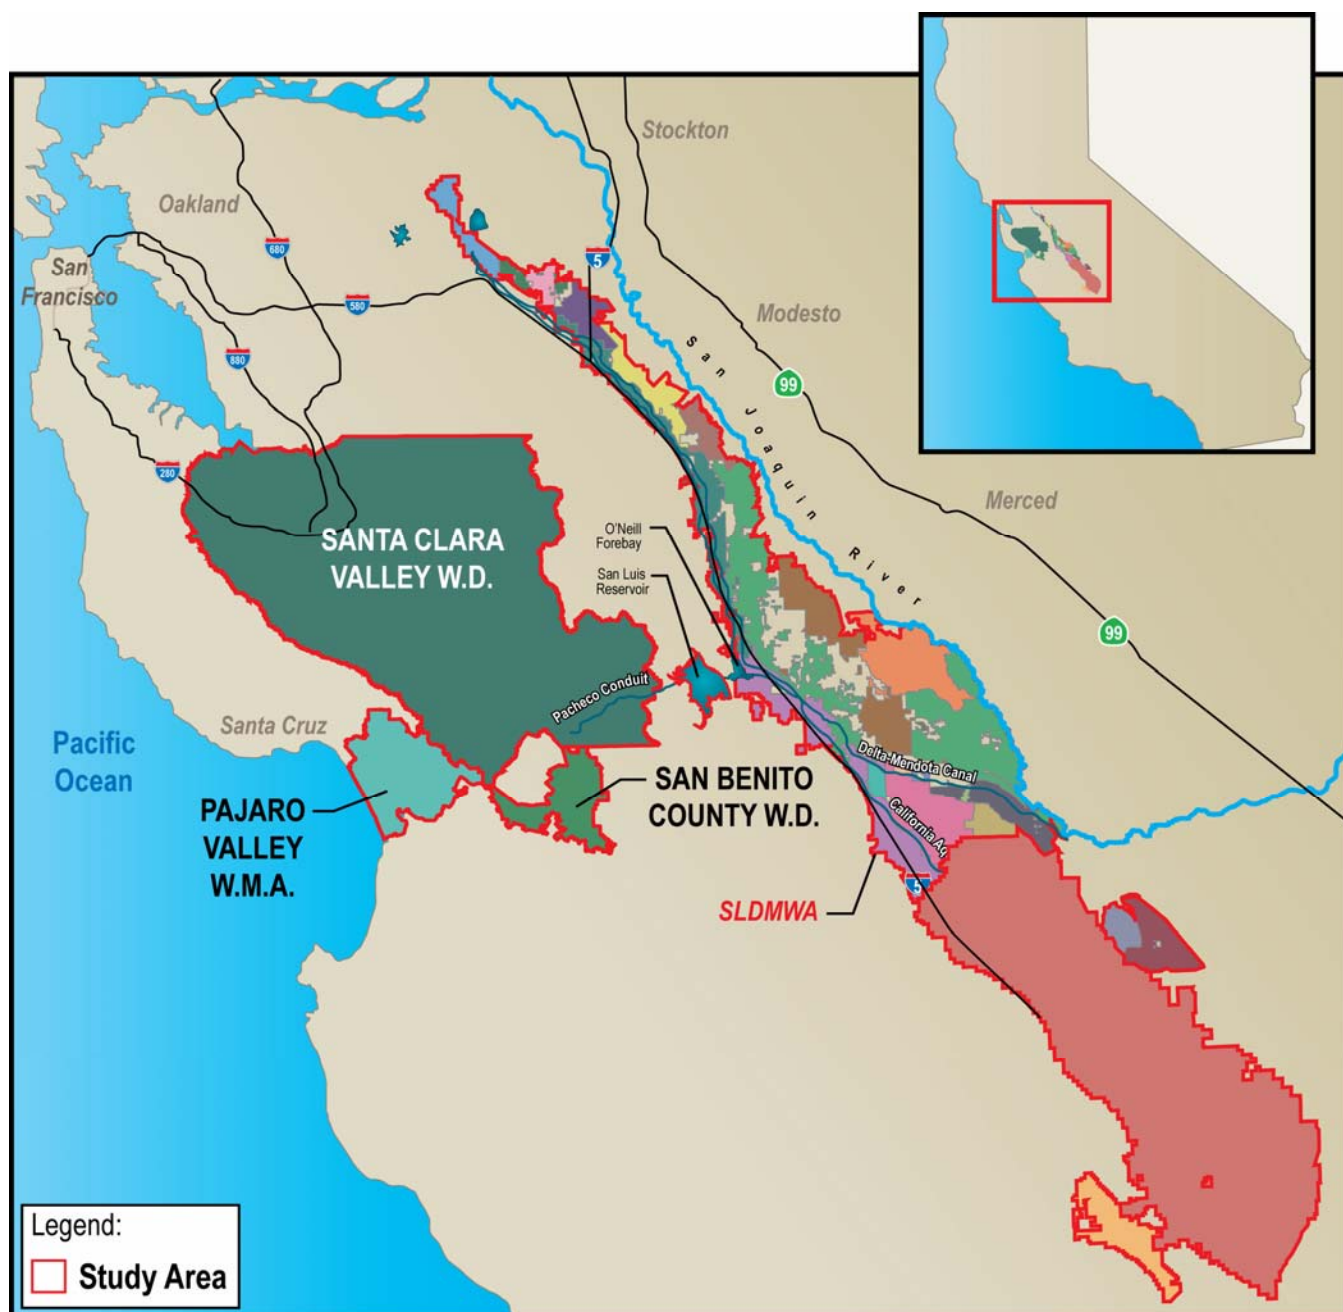 Stockton
Oakland
680
5
San
Francisco
580
Modesto
880
99
San Joaquin River
280
Merced
SANTA CLARA
VALLEY W.D.
O'Neill
Forebay
San Luis
Reservoir
99
Pacheco Conduit
Santa Cruz
Pacific
Ocean
Delta-Mendota Canal
SAN BENITO
COUNTY W.D.
PAJARO
VALLEY
W.M.A.
California Aq
5
SLDMWA
Legend:
Study Area